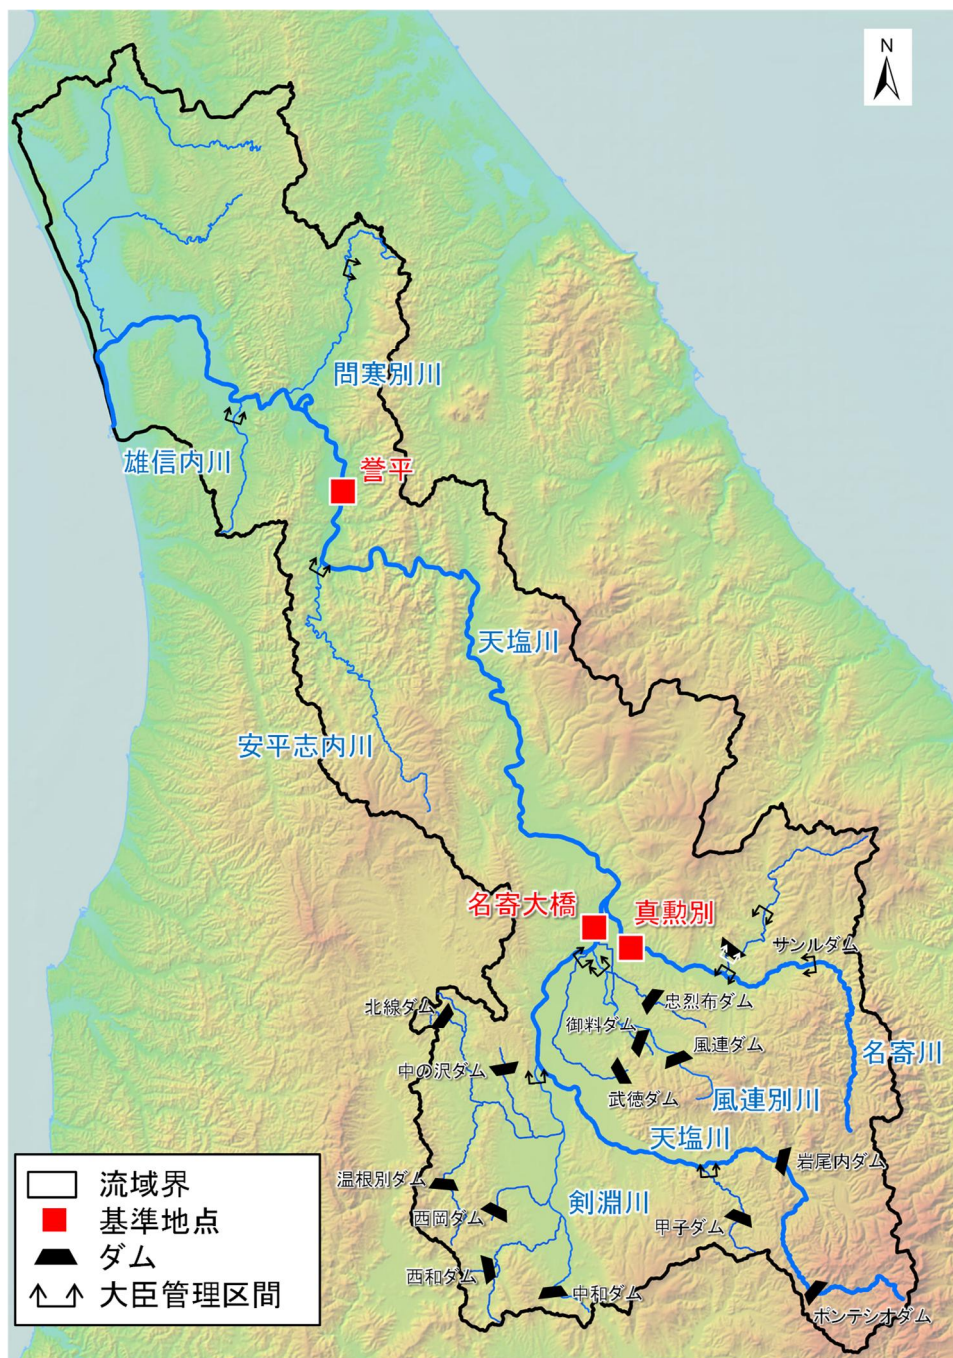 N
問寒別川
雄信内川
誉平
天塩川
安平志内川
名寄大橋
真勲別
サンルダム
北線ダム
忠烈布ダム
御料ダム
風連ダム
名寄川
中の沢ダム
武徳ダム
風連別川
天塩川
岩尾内ダム
温根別ダム
剣淵川
西岡ダム
甲子ダム
西和ダム
中和ダム
ポンテシオダム
流域界
基準地点
ダム
大臣管理区間